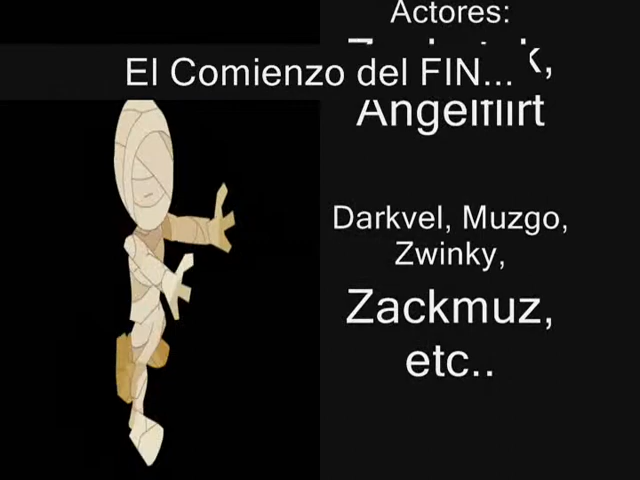 Actores:
El Comienzo del FIN...
Angelflirt
Darkvel, Muzgo,
Zwinky,
Zackmuz,
etc..